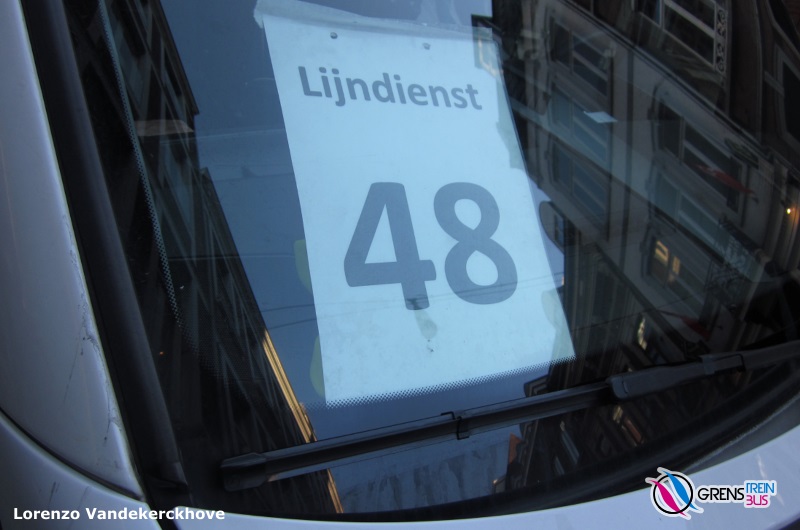 Lijndienst
48
Lorenzo Vandekerckhove
GRENS TREIN
BUS